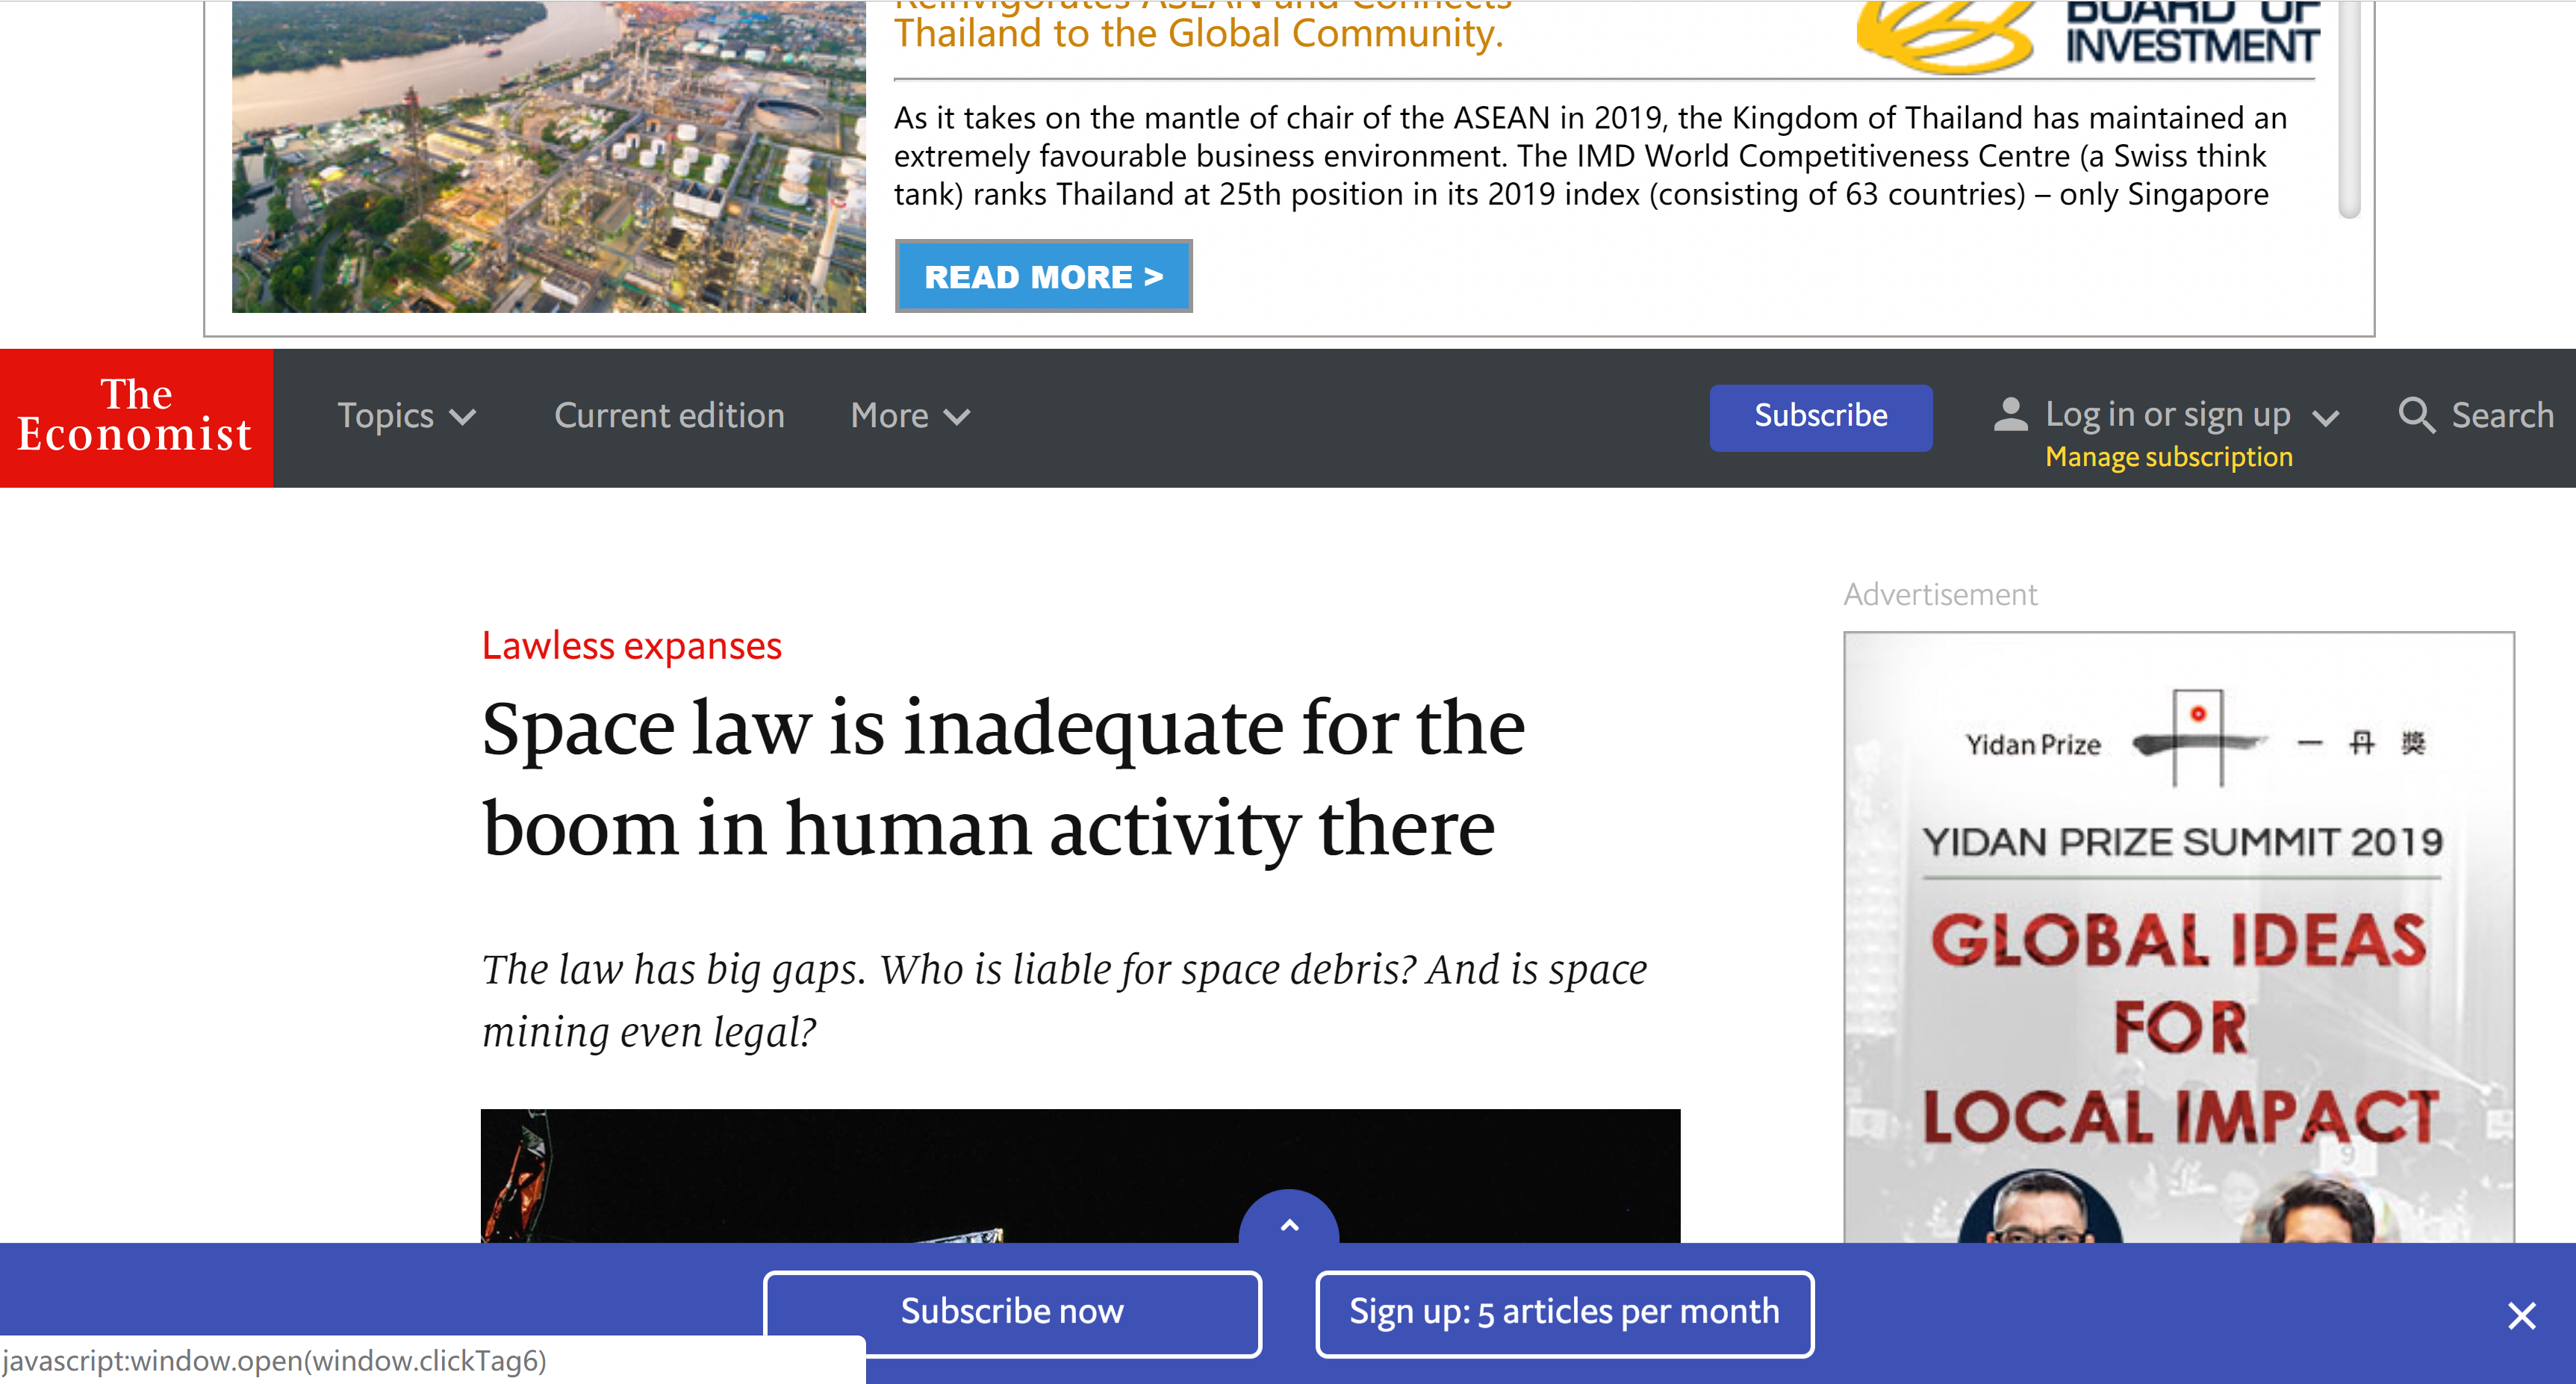 Reinvigorates ASEAN and Connects
Thailand to the Global Community.
BOARD OF
INVESTMENT
As it takes on the mantle of chair of the ASEAN in 2019, the Kingdom of Thailand has maintained an
extremely favourable business environment. The IMD World Competitiveness Centre (a Swiss think
tank) ranks Thailand at 25th position in its 2019 index (consisting of 63 countries) – only Singapore
READ MORE >
The
Economist
Topics
Current edition
More
Subscribe
Log in or sign up
Manage subscription
Search
Advertisement
Lawless expanses
Space law is inadequate for the
boom in human activity there
The law has big gaps. Who is liable for space debris? And is space
mining even legal?
Yidan Prize 一丹獎
YIDAN PRIZE SUMMIT 2019
GLOBAL IDEAS
FOR
LOCAL IMPACT
9
Subscribe now
Sign up: 5 articles per month
javascript:window.open(window.clickTag6)